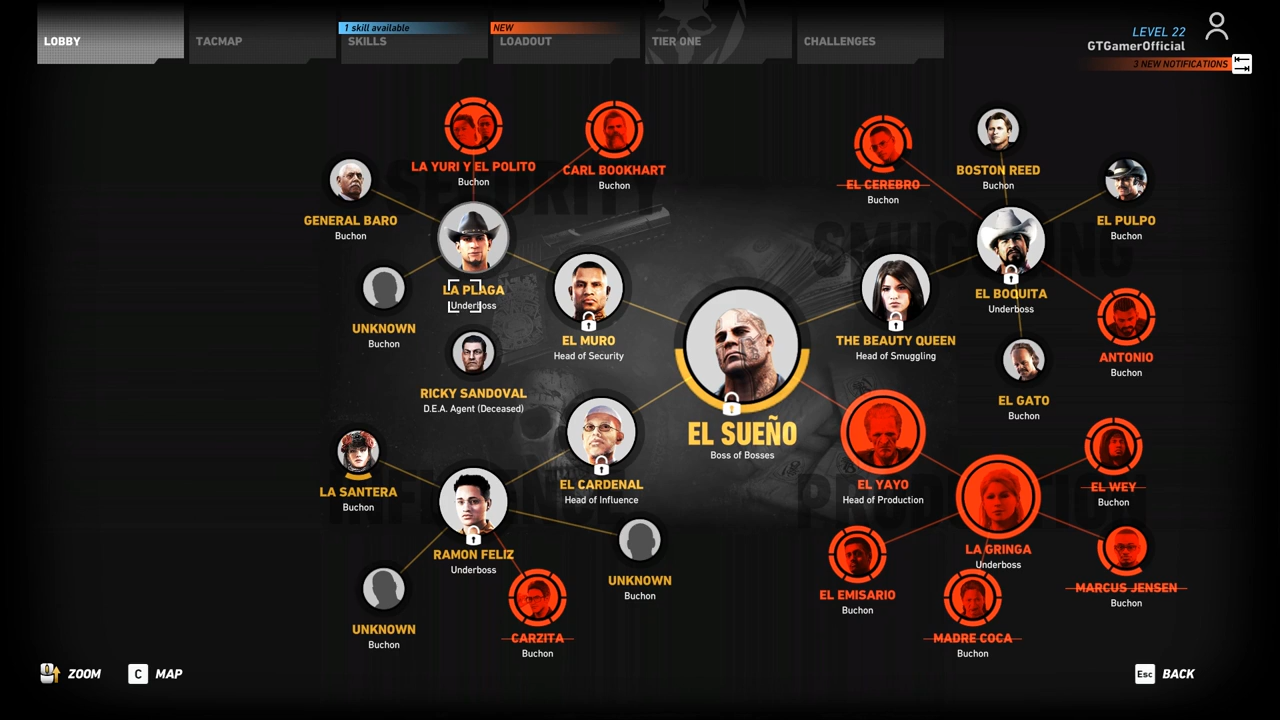 1 skill available
NEW
LOBBY
TACMAP
SKILLS
LOADOUT
TIER ONE
CHALLENGES
LEVEL 22
GTGamerOfficial
3 NEW NOTIFICATIONS
SECURITY
SMUGGLING
INFLUENCE
PRODUCTION
LA YURI Y EL POLITO
Buchon
CARL BOOKHART
Buchon
EL CEREBRO
Buchon
BOSTON REED
Buchon
GENERAL BARO
Buchon
EL PULPO
Buchon
LA PLAGA
Underboss
EL BOQUITA
Underboss
UNKNOWN
Buchon
EL MURO
Head of Security
THE BEAUTY QUEEN
Head of Smuggling
ANTONIO
Buchon
RICKY SANDOVAL
D.E.A. Agent (Deceased)
EL GATO
Buchon
EL SUEÑO
Boss of Bosses
LA SANTERA
Buchon
EL CARDENAL
Head of Influence
EL YAYO
Head of Production
EL WEY
Buchon
RAMON FELIZ
Underboss
LA GRINGA
Underboss
UNKNOWN
Buchon
EL EMISARIO
Buchon
MARCUS JENSEN
Buchon
UNKNOWN
Buchon
CARZITA
Buchon
MADRE COCA
Buchon
ZOOM
C MAP
Esc BACK